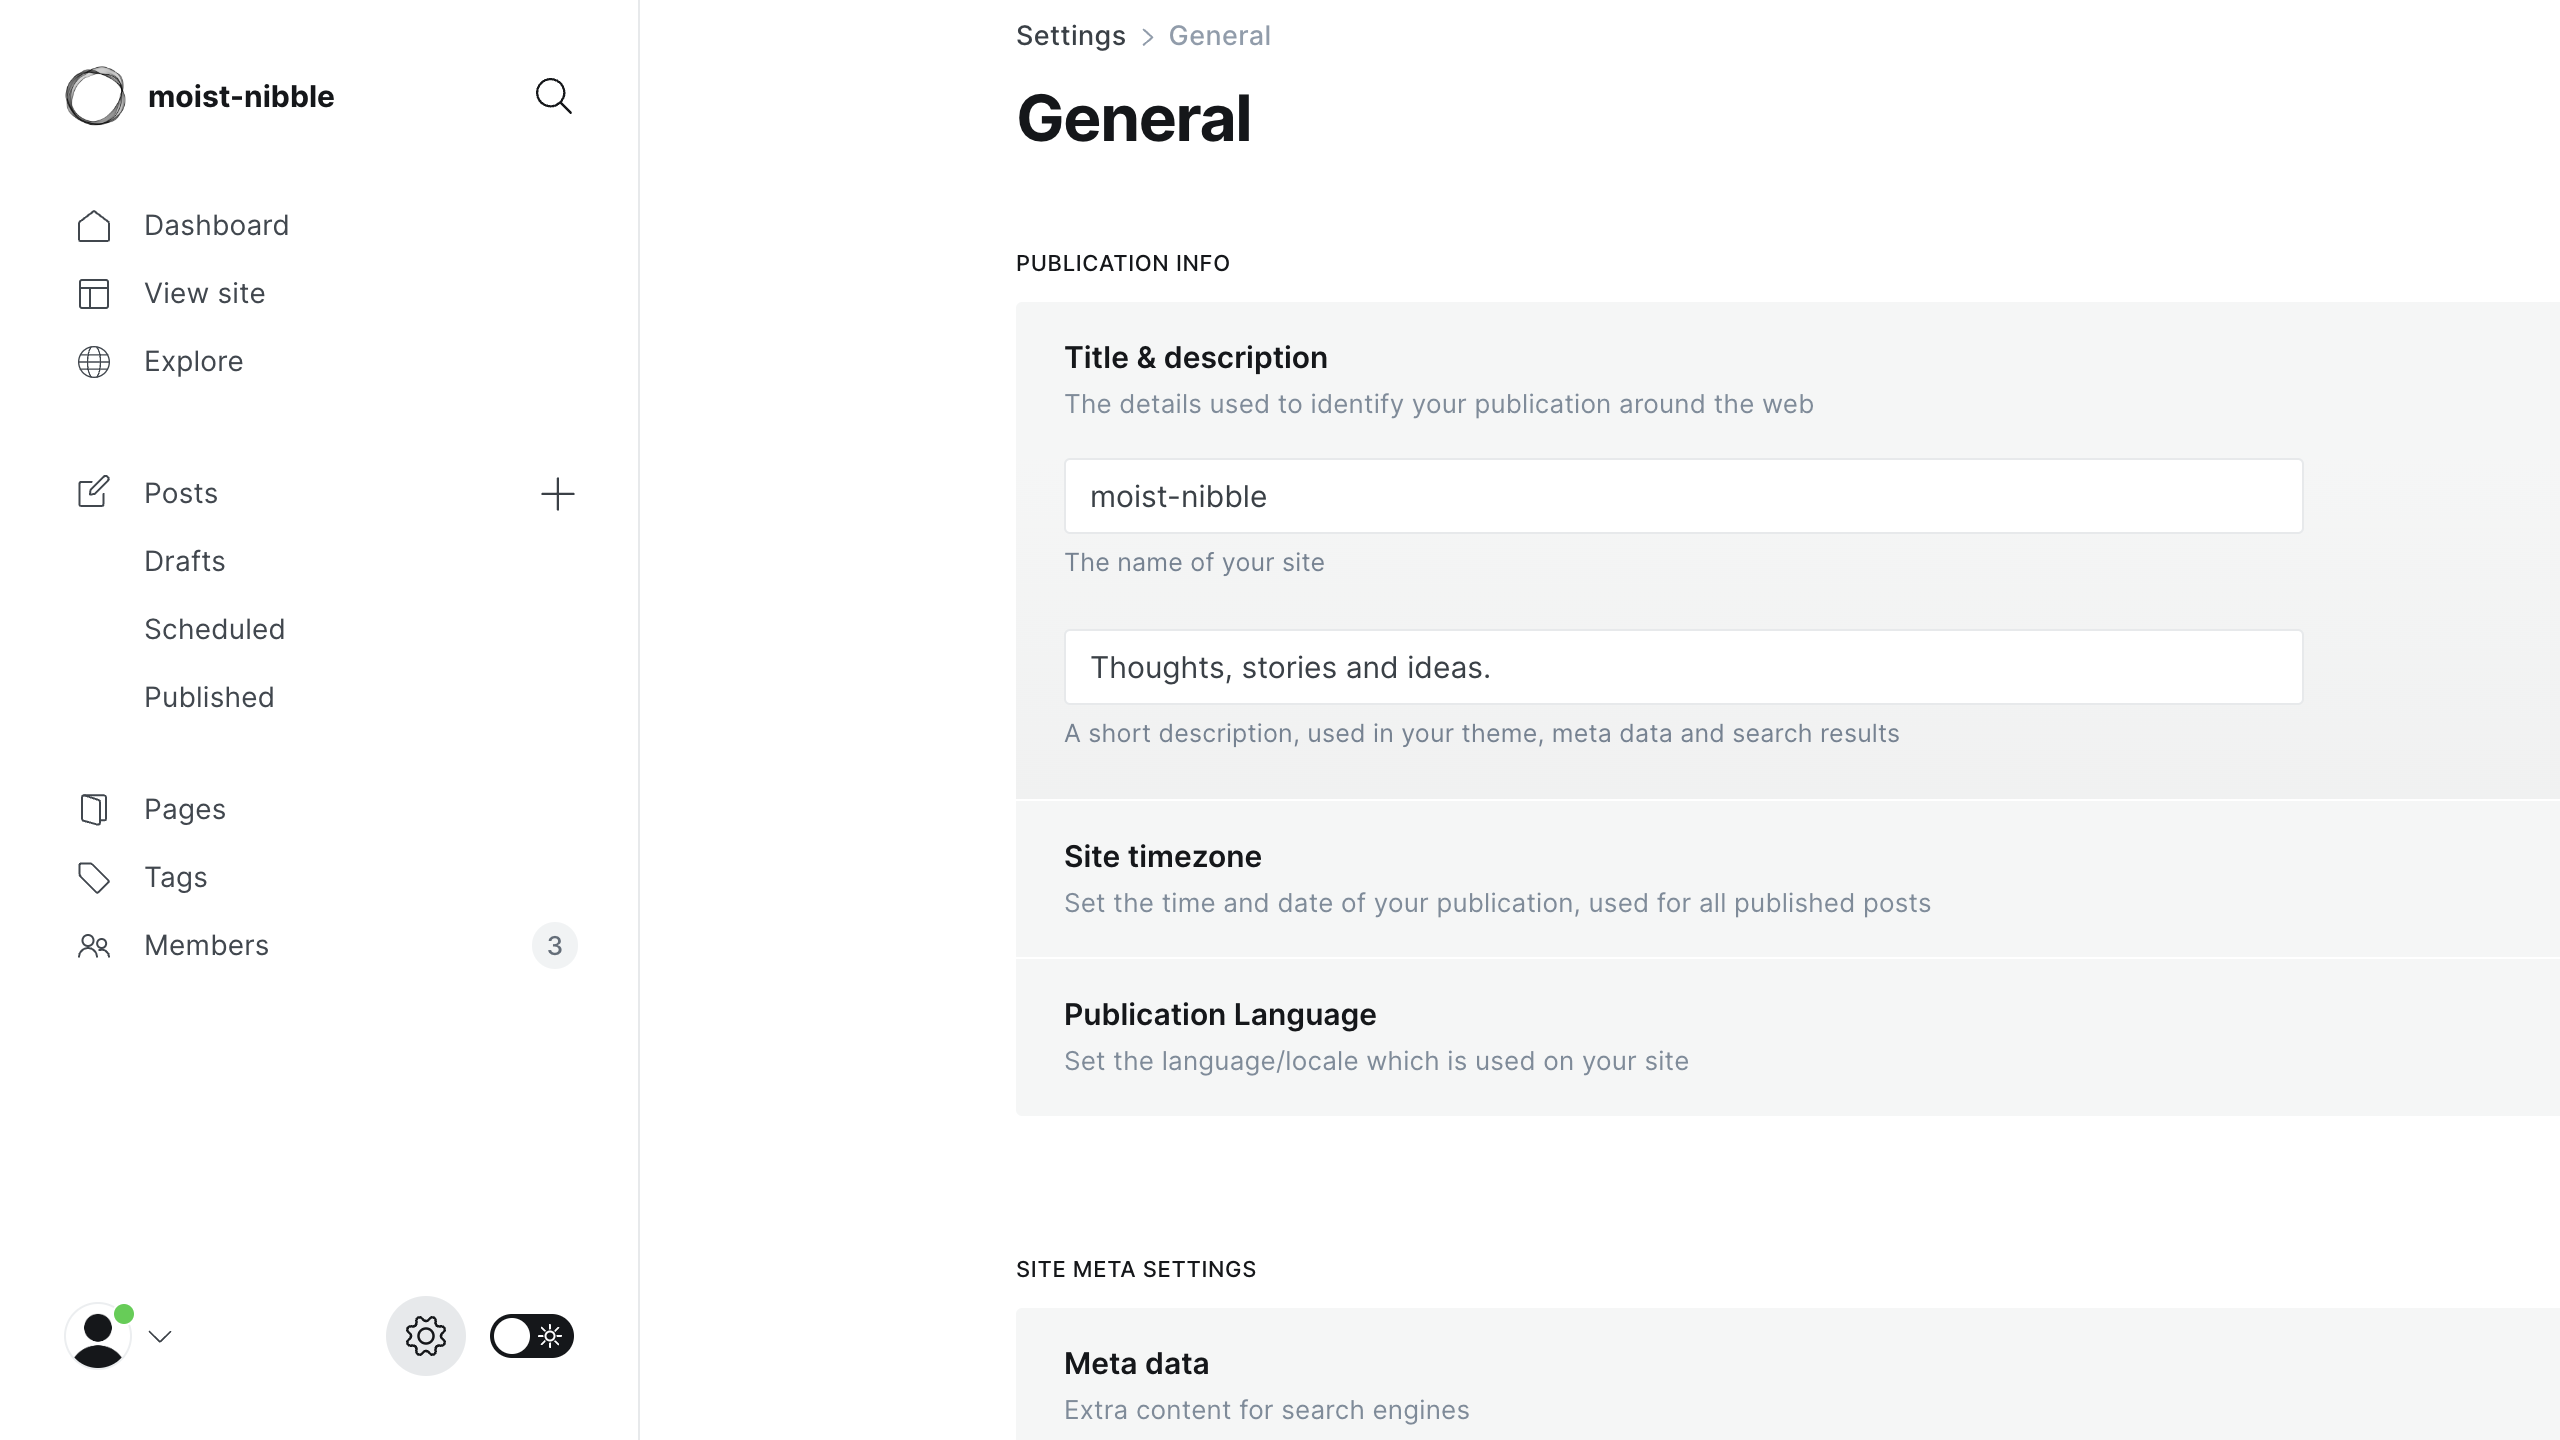 moist-nibble
Dashboard
View site
Explore
Posts
Drafts
Scheduled
Published
Pages
Tags
Members
3
Settings > General
General
PUBLICATION INFO
Title & description
The details used to identify your publication around the web
moist-nibble
The name of your site
Thoughts, stories and ideas.
A short description, used in your theme, meta data and search results
Site timezone
Set the time and date of your publication, used for all published posts
Publication Language
Set the language/locale which is used on your site
SITE META SETTINGS
Meta data
Extra content for search engines